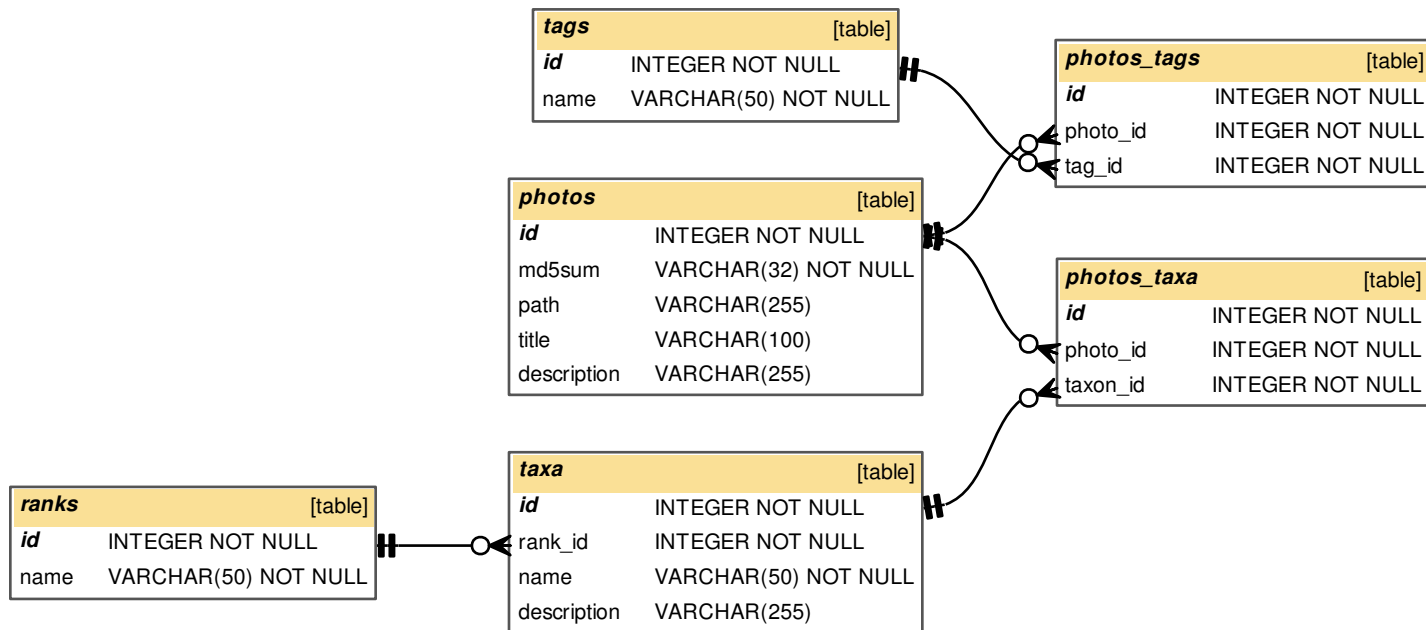 tags [table]
id INTEGER NOT NULL
name VARCHAR(50) NOT NULL
photos_tags [table]
id INTEGER NOT NULL
photo_id INTEGER NOT NULL
tag_id INTEGER NOT NULL
photos [table]
id INTEGER NOT NULL
md5sum VARCHAR(32) NOT NULL
path VARCHAR(255)
title VARCHAR(100)
description VARCHAR(255)
photos_taxa [table]
id INTEGER NOT NULL
photo_id INTEGER NOT NULL
taxon_id INTEGER NOT NULL
ranks [table]
id INTEGER NOT NULL
name VARCHAR(50) NOT NULL
taxa [table]
id INTEGER NOT NULL
rank_id INTEGER NOT NULL
name VARCHAR(50) NOT NULL
description VARCHAR(255)